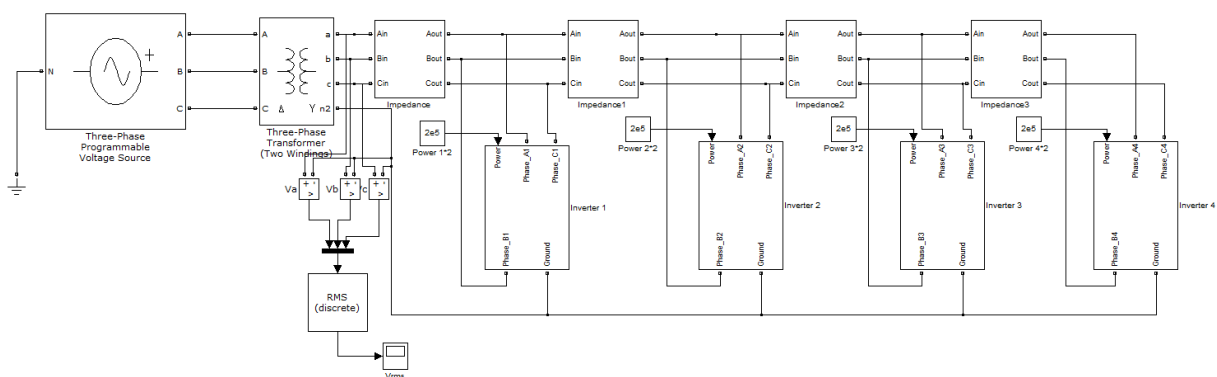 A
B
C
N
Three-Phase
Programmable
Voltage Source
A
B
C
a
b
c
Δ
Y n2
Three-Phase
Transformer
(Two Windings)
Ain
Bin
Cin
Aout
Bout
Cout
Impedance
Ain
Bin
Cin
Aout
Bout
Cout
Impedance1
Ain
Bin
Cin
Aout
Bout
Cout
Impedance2
Ain
Bin
Cin
Aout
Bout
Cout
Impedance3
2e5
Power 1*2
2e5
Power 2*2
2e5
Power 3*2
2e5
Power 4*2
Power
Phase_A1
Phase_C1
Phase_B1
Ground
Inverter 1
Power
Phase_A2
Phase_C2
Phase_B2
Ground
Inverter 2
Power
Phase_A3
Phase_C3
Phase_B3
Ground
Inverter 3
Power
Phase_A4
Phase_C4
Phase_B4
Ground
Inverter 4
Va
+ - v
Vb
+ - v
Vc
+ - v
RMS
(discrete)
Vrms